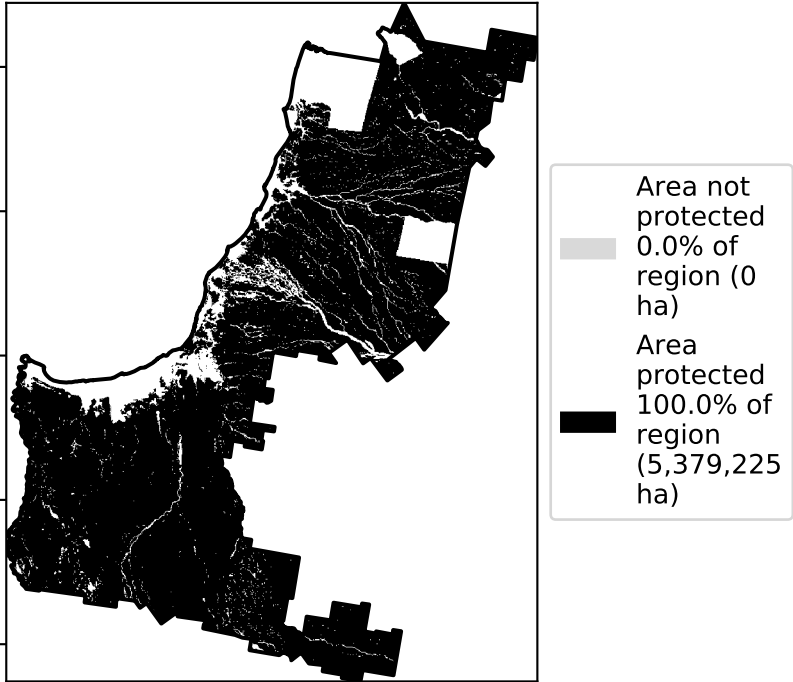 Area not
protected
0.0% of
region (0
ha)
Area
protected
100.0% of
region
(5,379,225
ha)